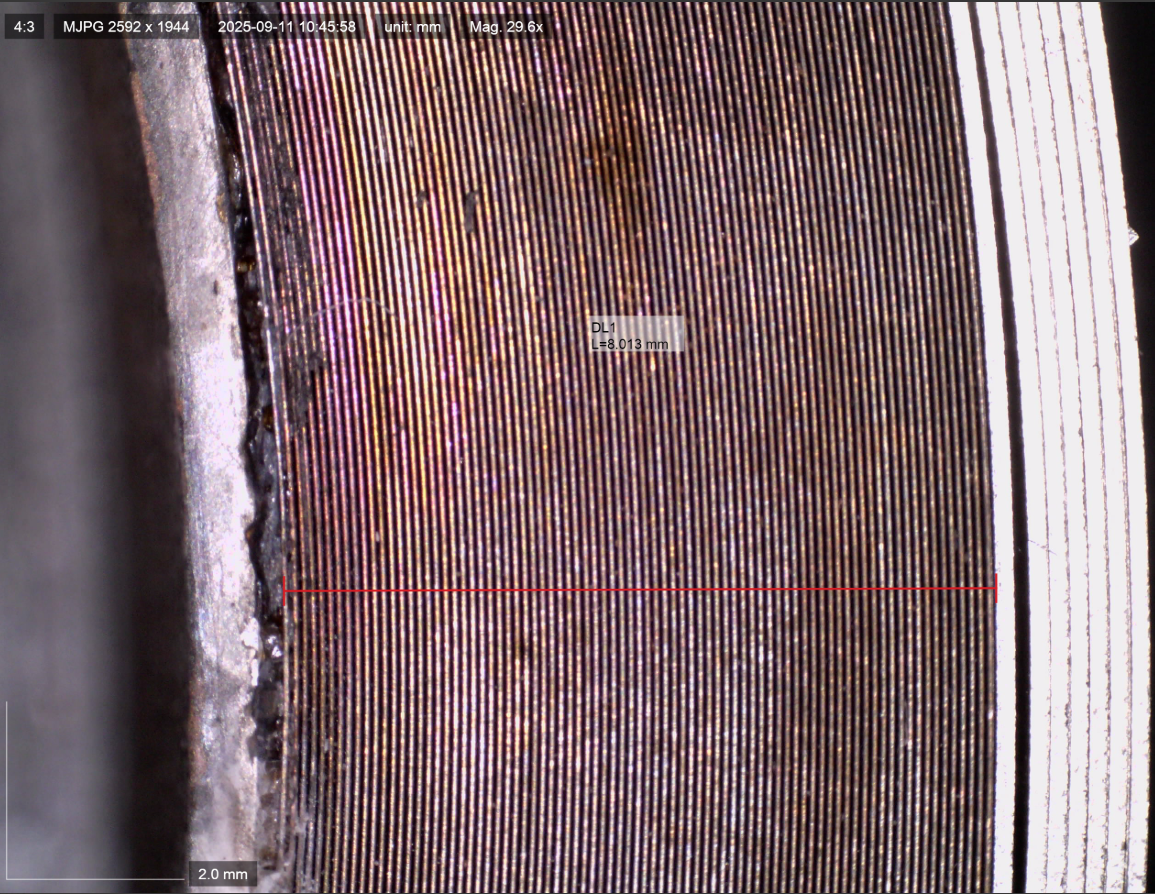 4:3 MJPG 2592 x 1944 2025-09-11 10:45:58 unit: mm Mag. 29.6x
DL1
L=8.013 mm
2.0 mm